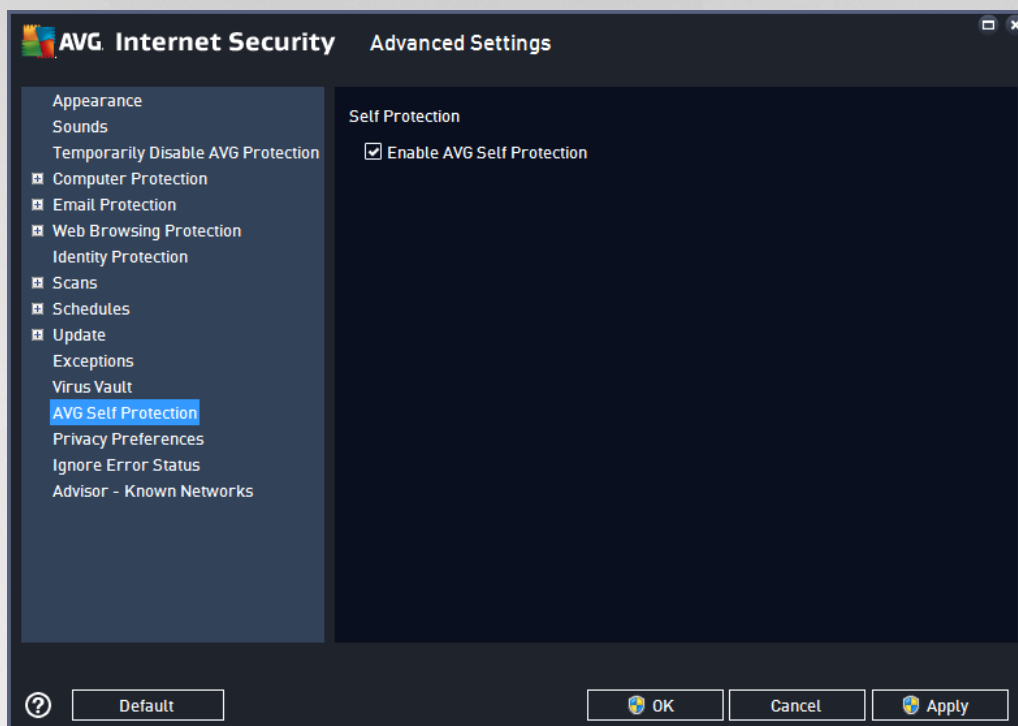 AVG. Internet Security Advanced Settings
Appearance
Sounds
Temporarily Disable AVG Protection
Computer Protection
Email Protection
Web Browsing Protection
Identity Protection
Scans
Schedules
Update
Exceptions
Virus Vault
AVG Self Protection
Privacy Preferences
Ignore Error Status
Advisor - Known Networks
Self Protection
Enable AVG Self Protection
? Default OK Cancel Apply